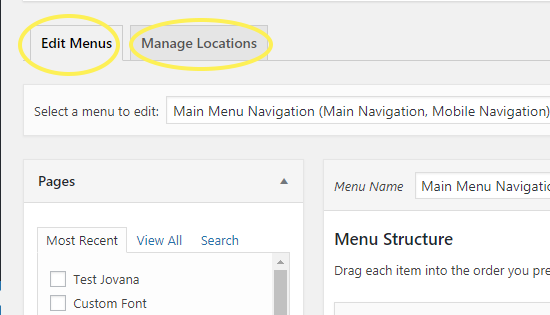 Edit Menus Manage Locations
Select a menu to edit: Main Menu Navigation (Main Navigation, Mobile Navigation)
Pages
Menu Name Main Menu
Most Recent View All Search
Menu Structure
Drag each item into the order you
Test Jovana
Custom Font